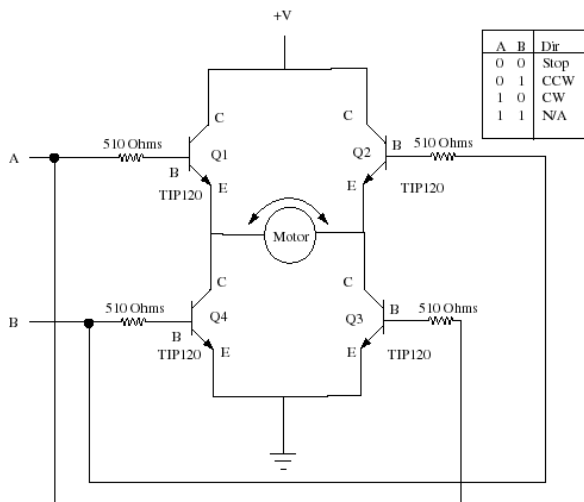 +V
A B Dir
0 0 Stop
0 1 CCW
1 0 CW
1 1 N/A
C
C
510 Ohms
Q1
Q2
B
510 Ohms
A
B
E
E
TIP120
TIP120
Motor
C
C
510 Ohms
Q4
Q3
B
510 Ohms
B
B
TIP120
E
E
TIP120